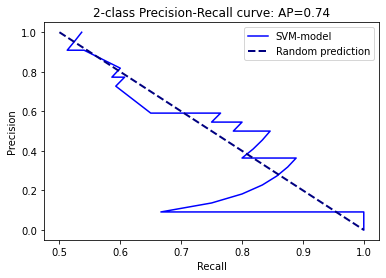 2-class Precision-Recall curve: AP=0.74
SVM-model
Random prediction
Precision
1.0
0.8
0.6
0.4
0.2
0.0
0.5 0.6 0.7 0.8 0.9 1.0
Recall